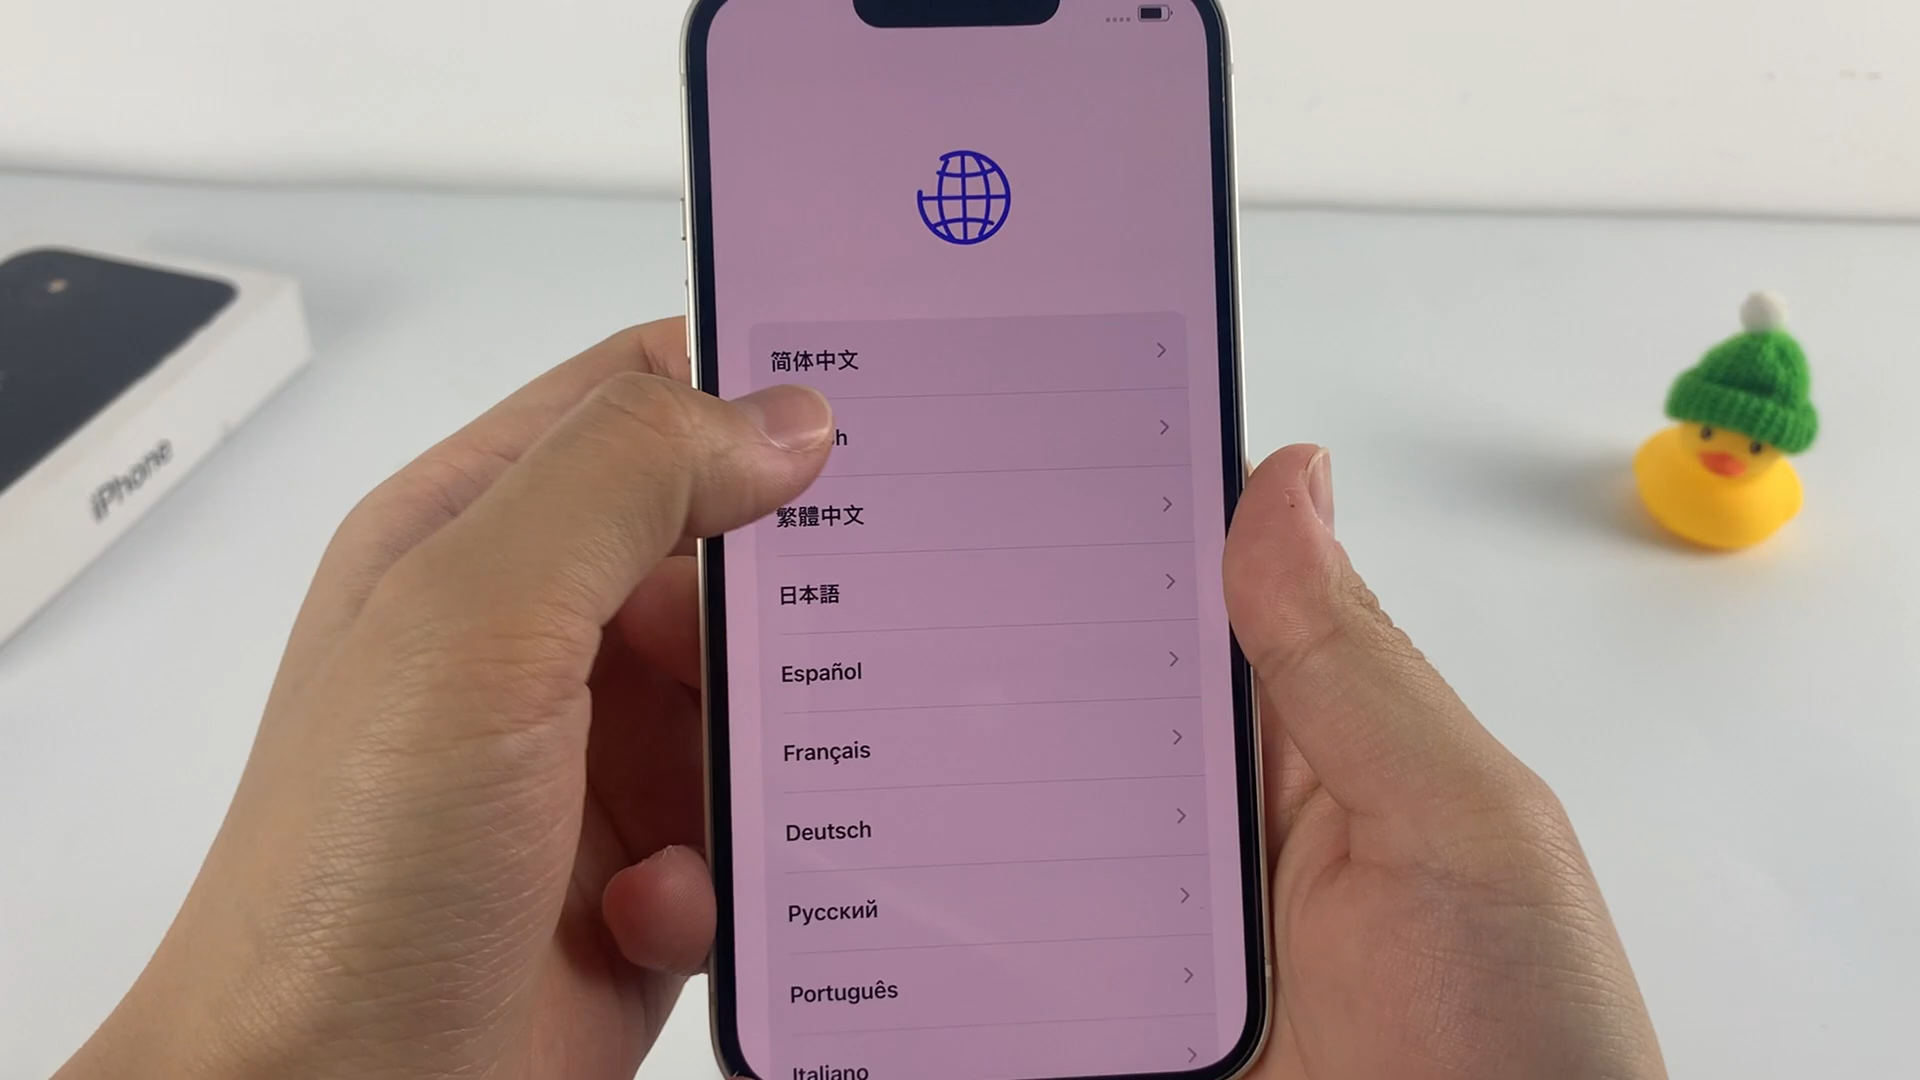 iPhone
简体中文
繁體中文
日本語
Español
Français
Deutsch
Русский
Português
Italiano